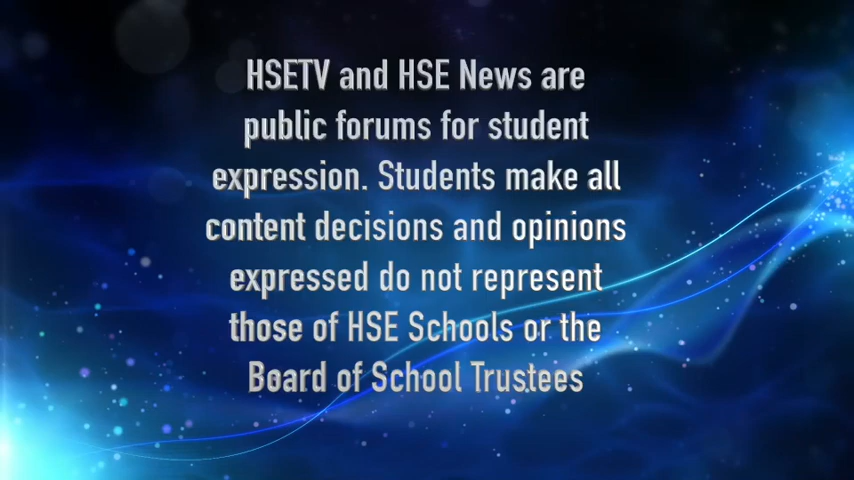 HSETV and HSE News are
public forums for student
expression. Students make all
content decisions and opinions
expressed do not represent
those of HSE Schools or the
Board of School Trustees